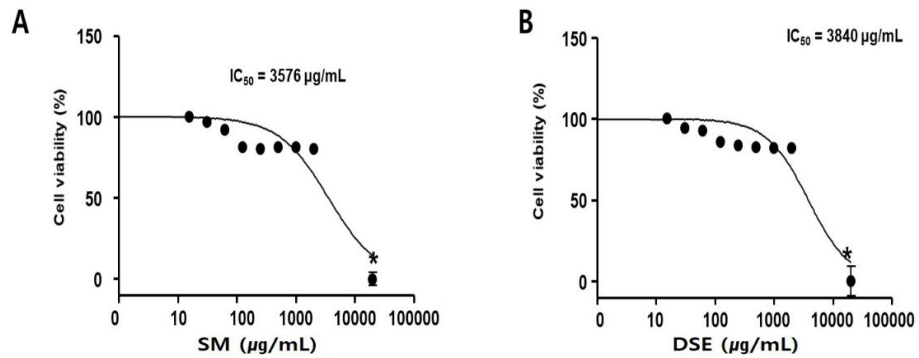 A
Cell viability (%)
150
100
50
0
IC50 = 3576 µg/mL
*
0 10 100 1000 10000 100000
SM (µg/mL)
B
Cell viability (%)
150
100
50
0
IC50 = 3840 µg/mL
*
0 10 100 1000 10000 100000
DSE (µg/mL)